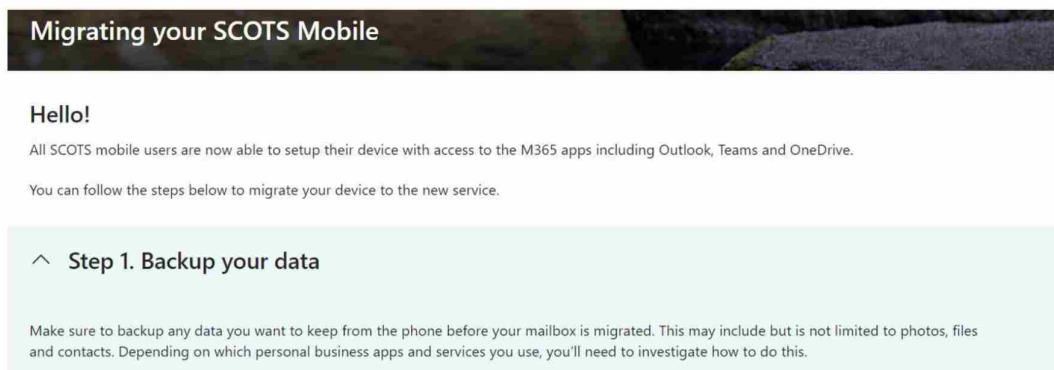 Migrating your SCOTS Mobile
Hello!
All SCOTS mobile users are now able to setup their device with access to the M365 apps including Outlook, Teams and OneDrive.
You can follow the steps below to migrate your device to the new service.
Step 1. Backup your data
Make sure to backup any data you want to keep from the phone before your mailbox is migrated. This may include but is not limited to photos, files
and contacts. Depending on which personal business apps and services you use, you'll need to investigate how to do this.